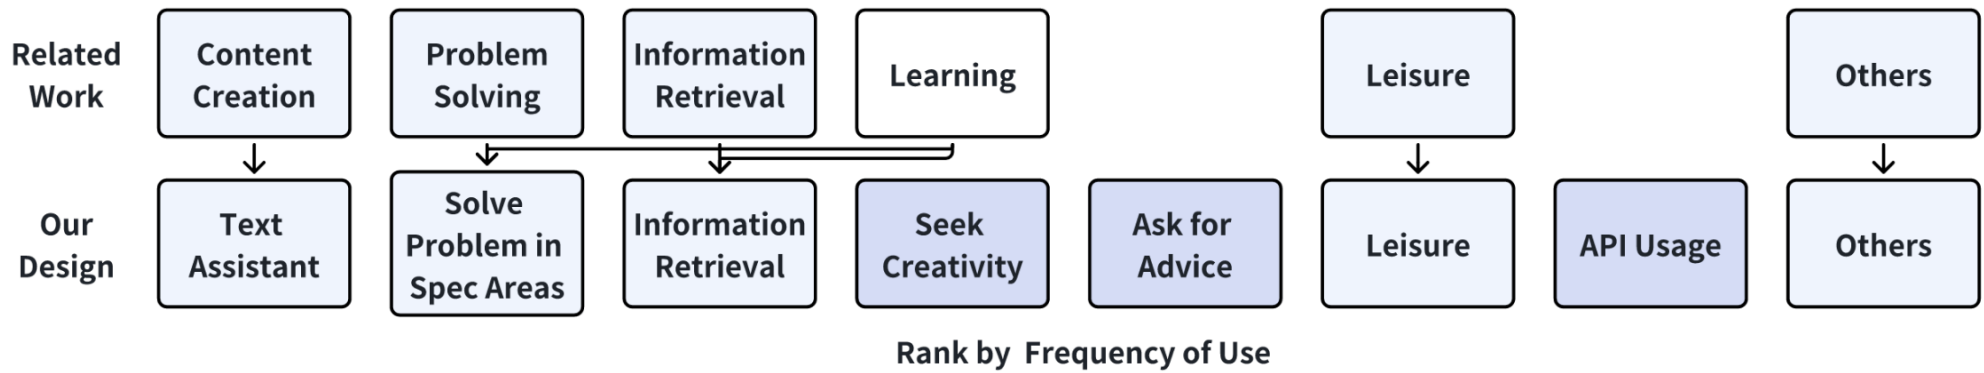 Related
Work
Content
Creation
Problem
Solving
Information
Retrieval
Learning
Leisure
Others
Our
Design
Text
Assistant
Solve
Problem in
Spec Areas
Information
Retrieval
Seek
Creativity
Ask for
Advice
Leisure
API Usage
Others
Rank by Frequency of Use